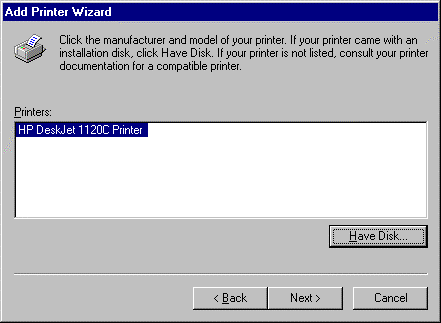 Add Printer Wizard
Click the manufacturer and model of your printer. If your printer came with an
installation disk, click Have Disk. If your printer is not listed, consult your printer
documentation for a compatible printer.
Printers:
HP DeskJet 1120C Printer
Have Disk...
< Back
Next >
Cancel